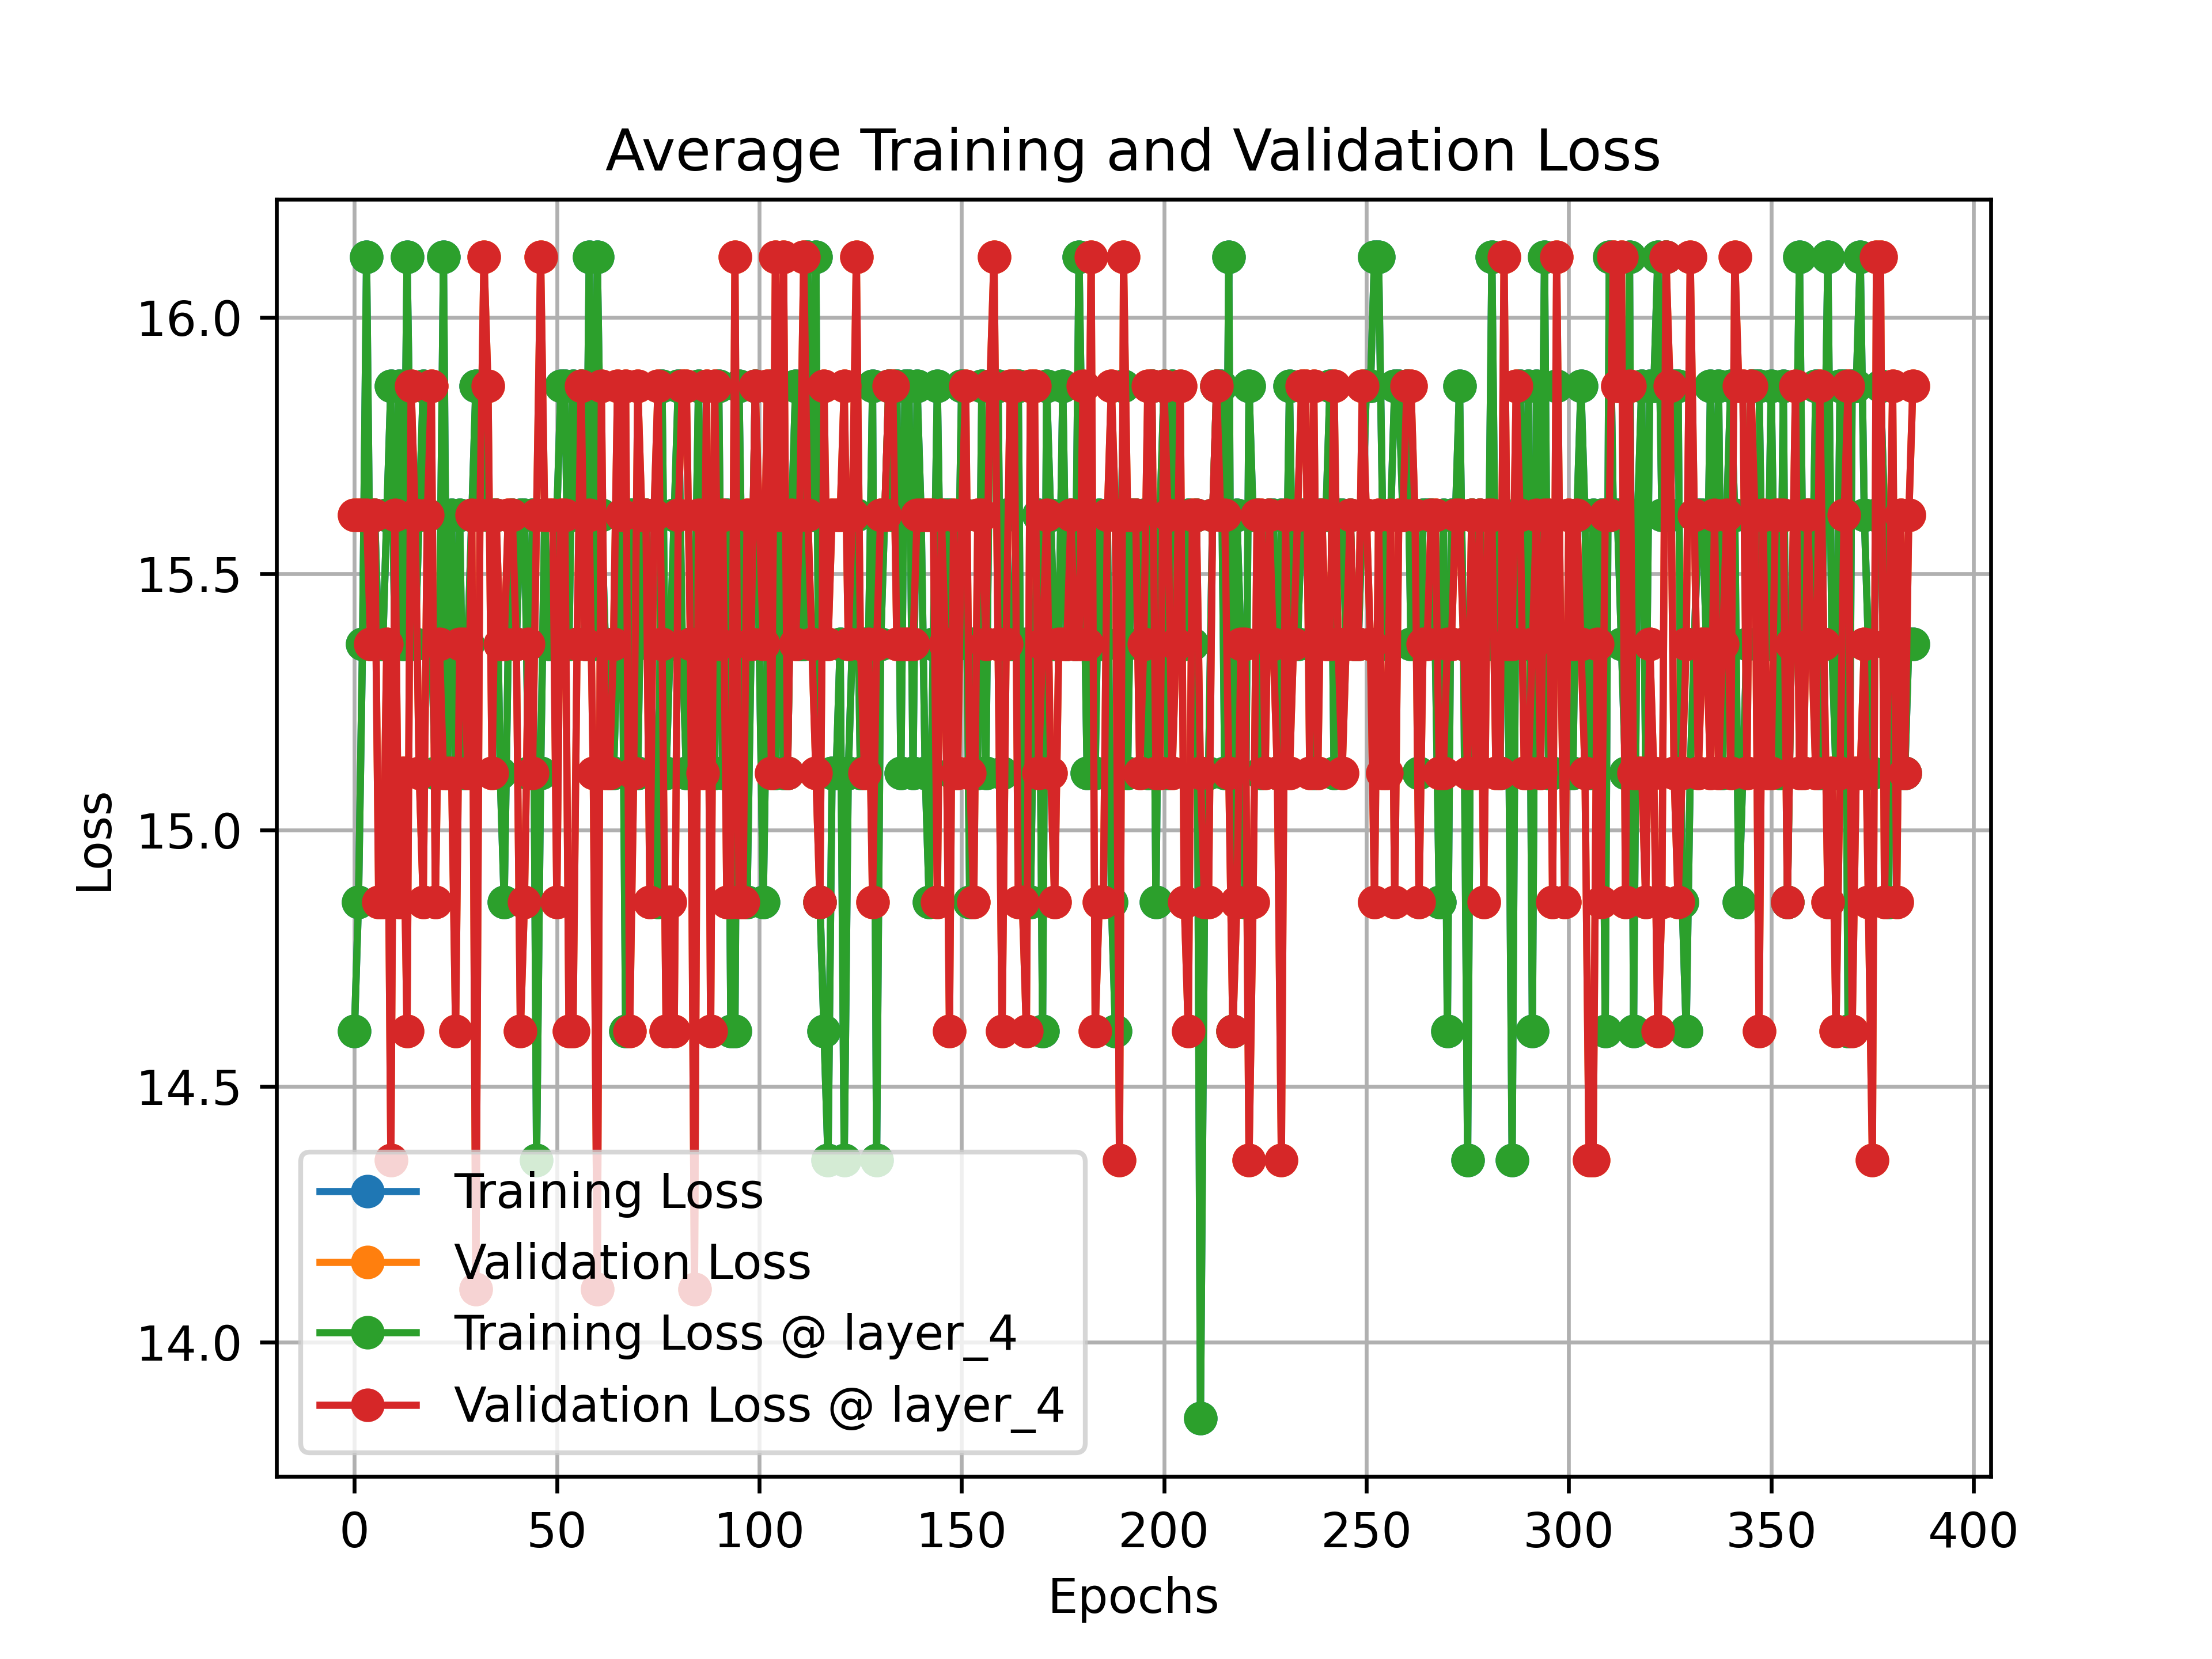 Average Training and Validation Loss
16.0
15.5
15.0
14.5
14.0
Loss
Training Loss
Validation Loss
Training Loss @ layer_4
Validation Loss @ layer_4
0 50 100 150 200 250 300 350 400
Epochs